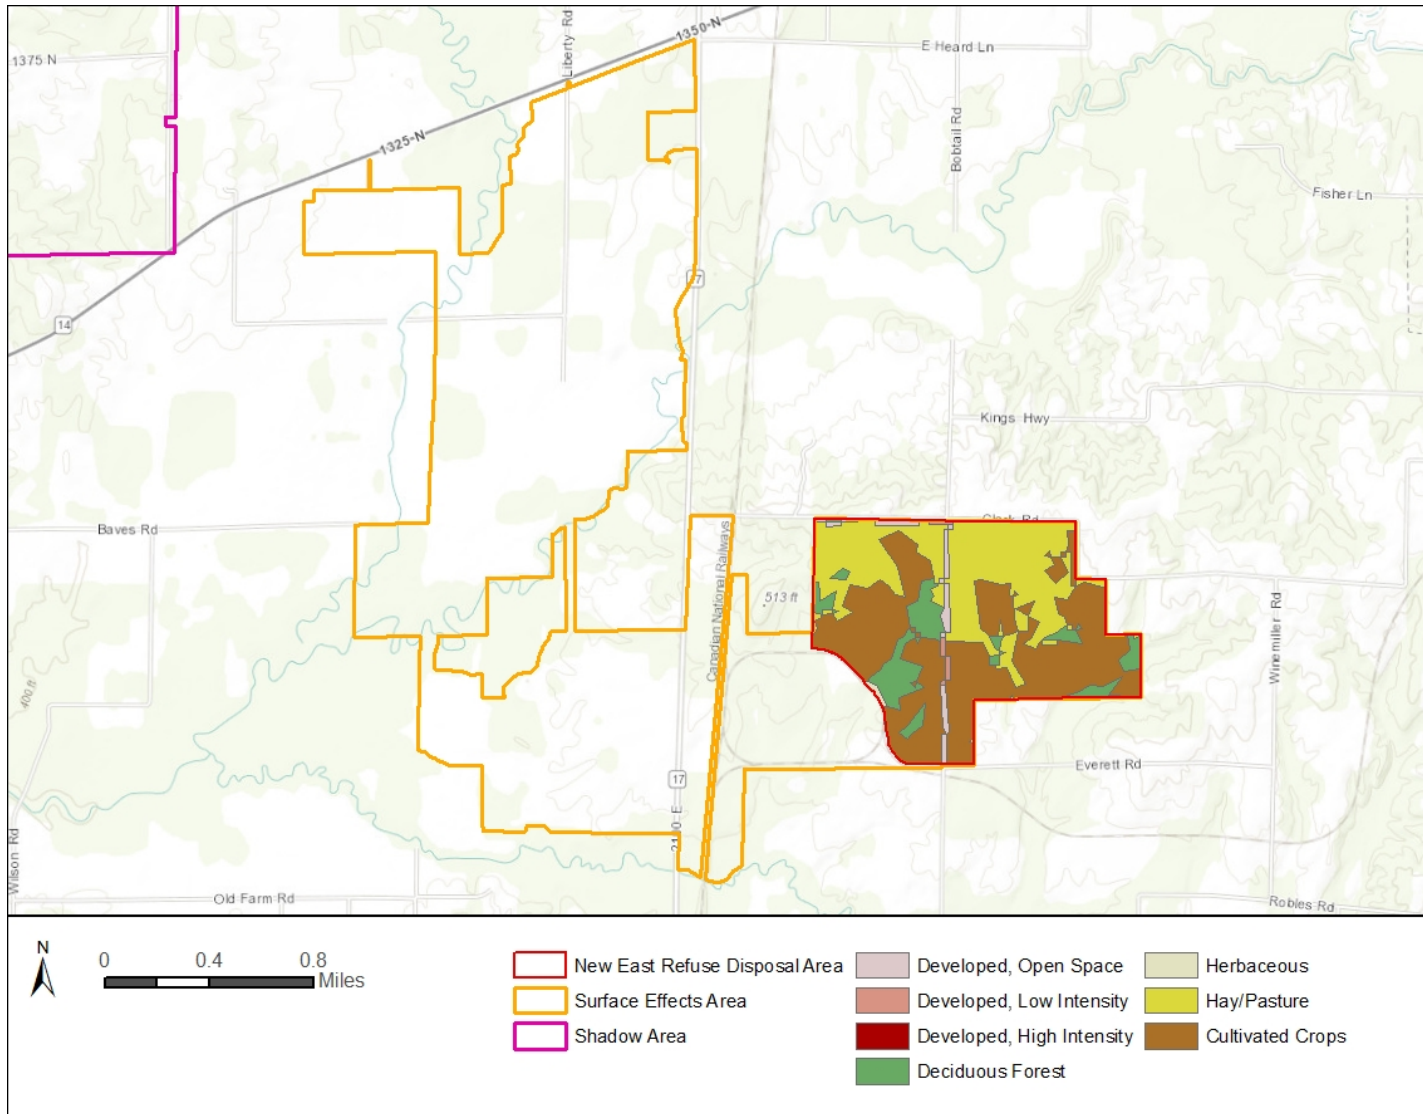 1350-N
E Heard Ln
1375 N
Liberty Rd
1325-N
Bobtail Rd
Fisher Ln
7
14
Kings Hwy
Clark Rd
Baves Rd
Canadian National Railways
513 ft
Winemiller Rd
400 ft
17
Everett Rd
2100 E
Wilson Rd
Old Farm Rd
Robles Rd
N
0 0.4 0.8
Miles
New East Refuse Disposal Area
Surface Effects Area
Shadow Area
Developed, Open Space
Developed, Low Intensity
Developed, High Intensity
Deciduous Forest
Herbaceous
Hay/Pasture
Cultivated Crops